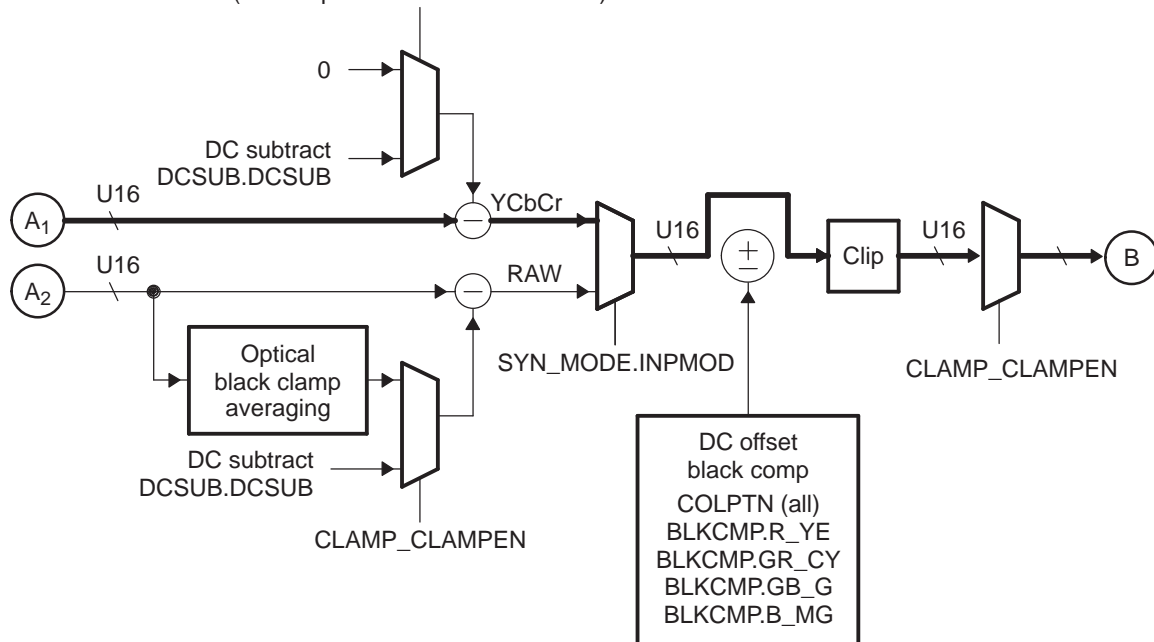 0
DC subtract
DCSUB.DCSUB
A1
U16
YCbCr
U16
Clip
U16
B
A2
U16
RAW
Optical
black clamp
averaging
SYN_MODE.INPMOD
CLAMP_CLAMPEN
DC subtract
DCSUB.DCSUB
CLAMP_CLAMPEN
DC offset
black comp
COLPTN (all)
BLKCMP.R_YE
BLKCMP.GR_CY
BLKCMP.GB_G
BLKCMP.B_MG